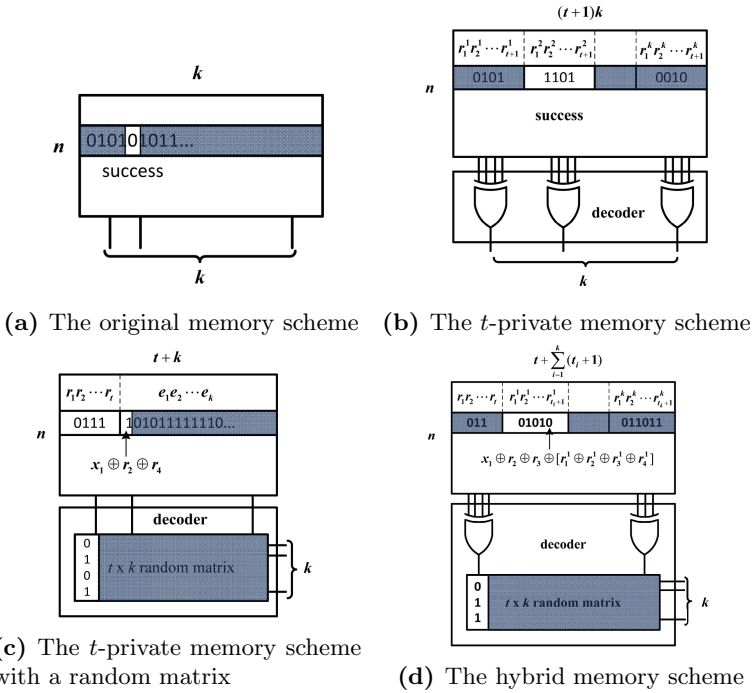 k
n
010101011...
success
k
(a) The original memory scheme
(t+1)k
r_1^1 r_2^1 ⋯ r_{t+1}^1 r_1^2 r_2^2 ⋯ r_{t+1}^2 r_1^k r_2^k ⋯ r_{t+1}^k
n
0101 1101 0010
success
decoder
k
(b) The t-private memory scheme
t + k
r_1 r_2 ⋯ r_t e_1 e_2 ⋯ e_k
n
0111 101011111110...
x_1 ⊕ r_2 ⊕ r_4
decoder
0
1
0
1
t x k random matrix
k
(c) The t-private memory scheme
with a random matrix
t + ∑_{i=1}^{k} (t_i + 1)
r_1 r_2 ⋯ r_t r_1^1 r_2^1 ⋯ r_{t_1+1}^1 r_1^k r_2^k ⋯ r_{t_k+1}^k
n
011 01010 011011
x_1 ⊕ r_2 ⊕ r_3 ⊕ [r_1^1 ⊕ r_2^1 ⊕ r_3^1 ⊕ r_4^1]
decoder
0
1
1
t x k random matrix
k
(d) The hybrid memory scheme